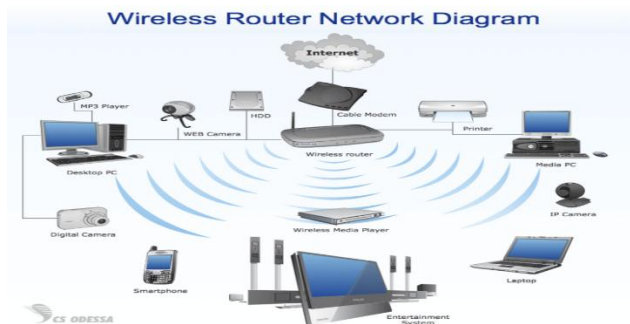 Wireless Router Network Diagram
Internet
MP3 Player
WEB Camera
HDD
Cable Modem
Printer
Desktop PC
Wireless router
Media PC
IP Camera
Digital Camera
Wireless Media Player
Smartphone
Laptop
Entertainment
System
CS ODESSA